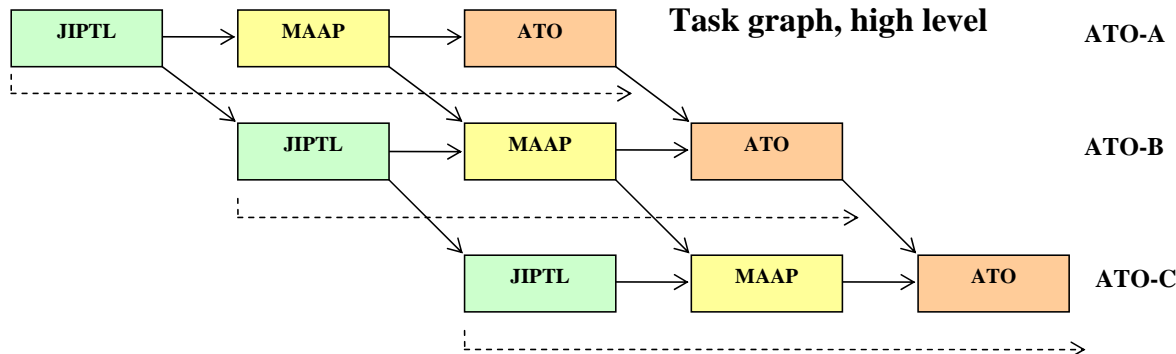 Task graph, high level
JIPTL MAAP ATO ATO-A
JIPTL MAAP ATO ATO-B
JIPTL MAAP ATO ATO-C